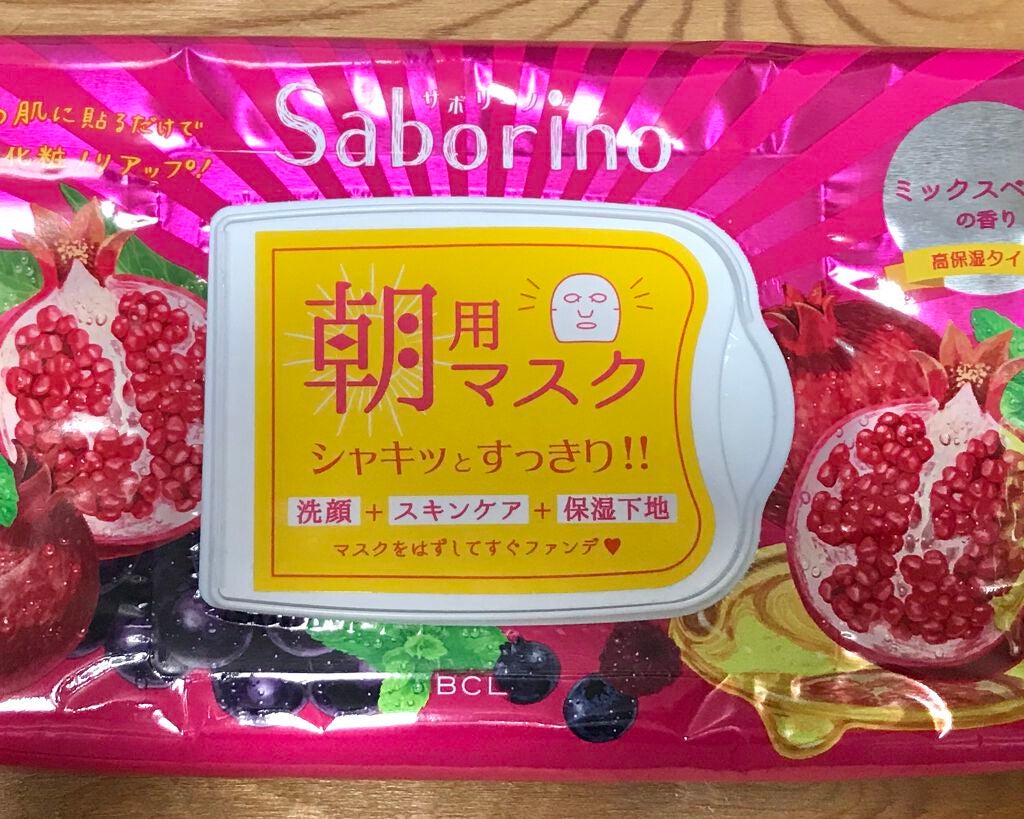 サボリーノ
Saborino
の肌に貼るだけで
化粧ノリアップ!
ミックスベ
の香り
高保湿タイ
朝用
マスク
シャキッとすっきり!!
洗顔+スキンケア+保湿下地
マスクをはずしてすぐファンデ♥
BCL